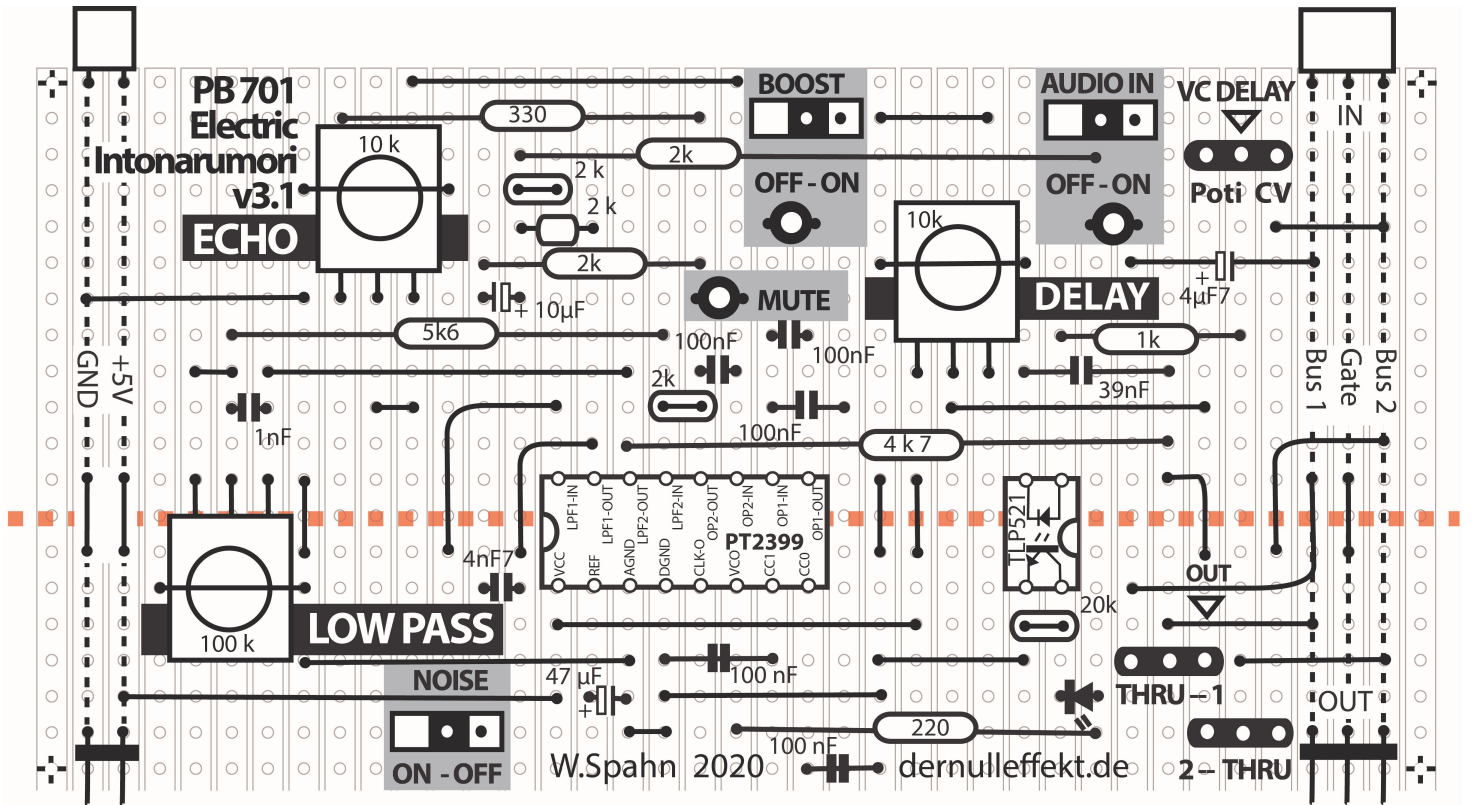 PB 701
Electric
Intonarumori
v3.1
ECHO
10 k
330
2k
2 k
2 k
2k
+ 10µF
5k6
BOOST
OFF - ON
AUDIO IN
OFF - ON
VC DELAY
Poti CV
IN
MUTE
10k
DELAY
+
4µF7
1k
39nF
100nF
100nF
2k
100nF
4 k 7
GND
+5V
Bus 1
Gate
Bus 2
1nF
LPF1-IN
LPF1-OUT
LPF2-OUT
LPF2-IN
OP2-OUT
OP2-IN
OP1-IN
OP1-OUT
PT2399
VCC
REF
AGND
DGND
CLK-O
VCO
CC1
CC0
TLP521
4nF7
100 k
LOW PASS
20k
OUT
THRU -- 1
NOISE
ON - OFF
47 µF
+
100 nF
220
100 nF
OUT
2 -- THRU
W.Spahn 2020
dernulleffekt.de